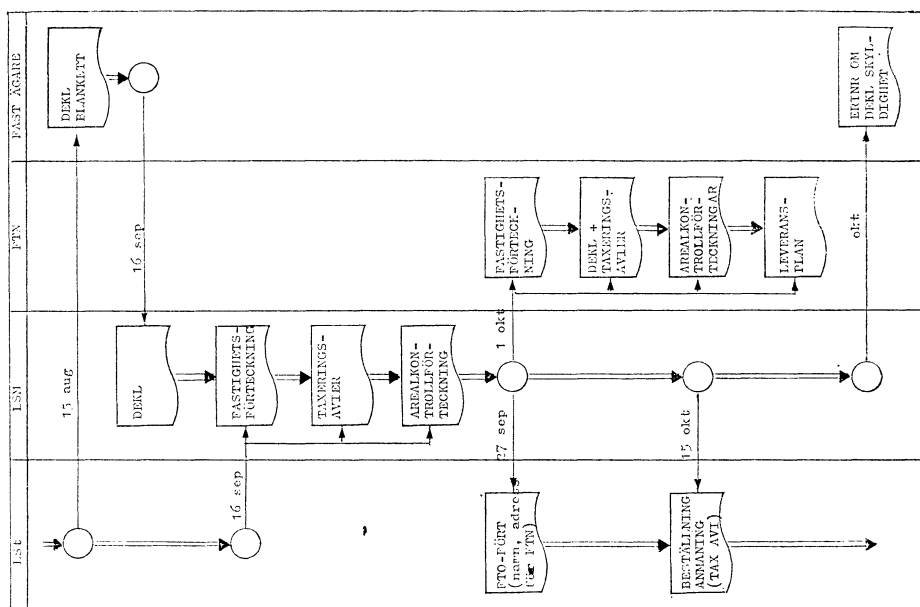 FAST ÄGARE
DEKL
BLANKETT
ERINR OM
DEKL SKYL-
DIGHET
FTN
16 sep
FASTIGHETS-
FÖRTECK-
NING
DEKL +
TAXERINGS-
AVIER
AREALKON-
TROLLFÖR-
TECKNINGAR
LEVERANS-
PLAN
okt
LSM
15 aug
DEKL
FASTIGHETS-
FÖRTECKNING
TAXERINGS-
AVIER
AREALKON-
TROLLFÖR-
TECKNING
1 okt
LSt
16 sep
27 sep
15 okt
FTO-FÖRT
(namn, adress
för FTN)
BESTÄLLNING
ANMANING
(TAX AVI)